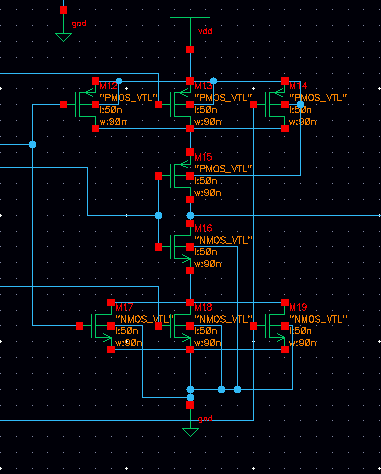 gnd
vdd
M12
"PMOS_VTL"
l:50n
w:90n
M13
"PMOS_VTL"
l:50n
w:90n
M14
"PMOS_VTL"
l:50n
w:90n
M15
"PMOS_VTL"
l:50n
w:90n
M16
"NMOS_VTL"
l:50n
w:90n
M17
"NMOS_VTL"
l:50n
w:90n
M18
"NMOS_VTL"
l:50n
w:90n
M19
"NMOS_VTL"
l:50n
w:90n
gnd